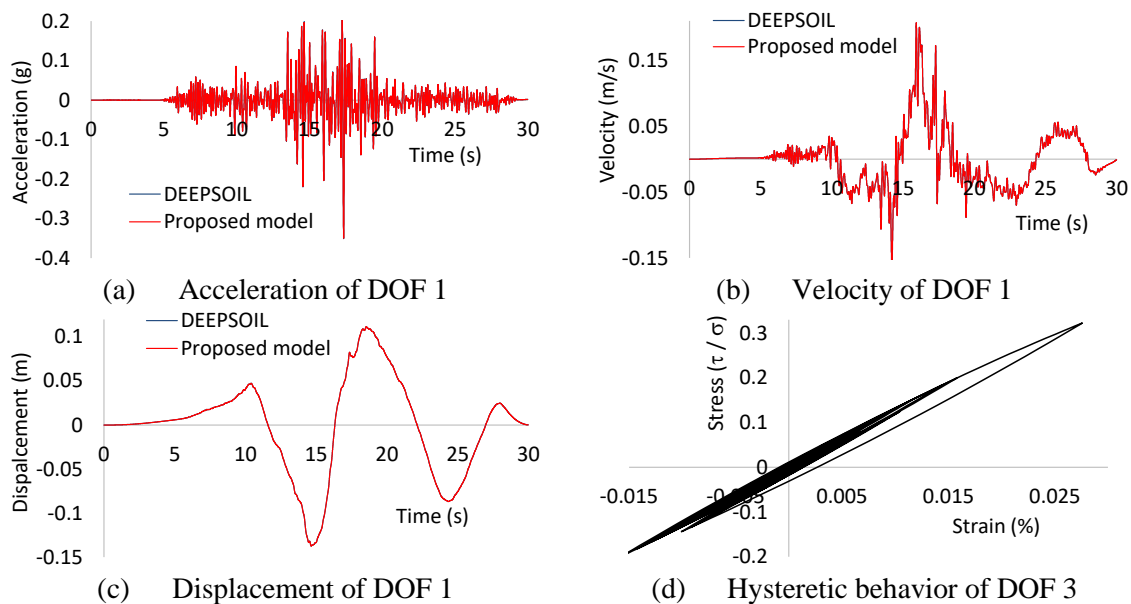 0.2
0.1
0
-0.1
-0.2
-0.3
-0.4
Acceleration (g)
0 5 10 15 20 25 30
Time (s)
DEEPSOIL
Proposed model
(a) Acceleration of DOF 1
DEEPSOIL
Proposed model
0.15
0.05
-0.05
-0.15
Velocity (m/s)
0 5 10 15 20 25 30
Time (s)
(b) Velocity of DOF 1
DEEPSOIL
Proposed model
0.1
0.05
0
-0.05
-0.1
-0.15
Dispalcement (m)
0 5 10 15 20 25 30
Time (s)
(c) Displacement of DOF 1
0.3
0.2
0.1
0
-0.1
-0.2
Stress (τ / σ)
-0.015 -0.005 0.005 0.015 0.025
Strain (%)
(d) Hysteretic behavior of DOF 3